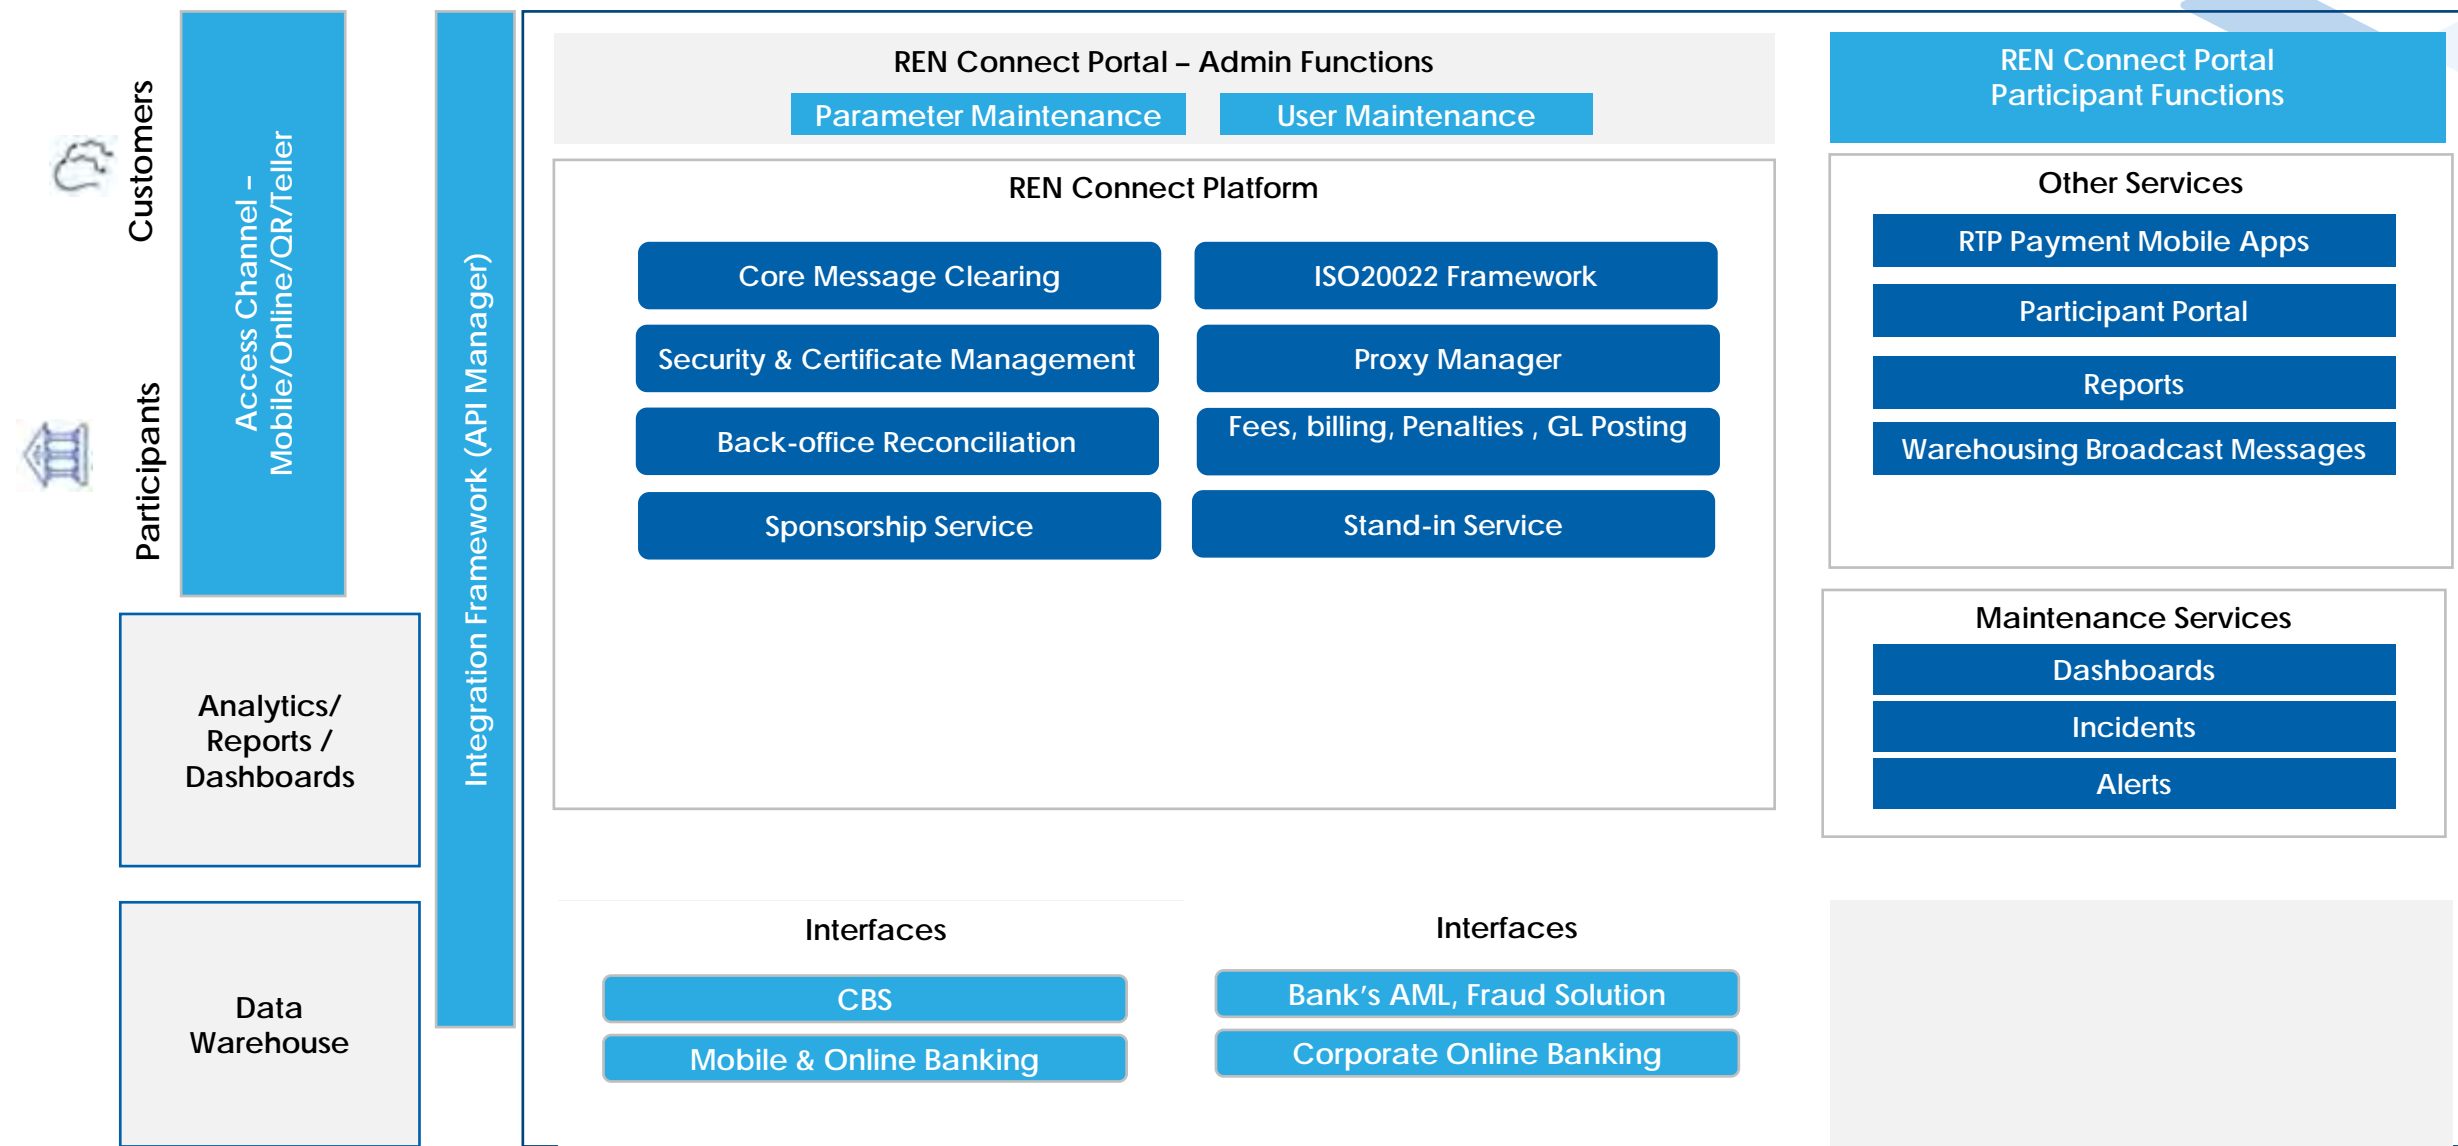 Customers
Participants
Access Channel –
Mobile/Online/QR/Teller
Analytics/
Reports /
Dashboards
Data
Warehouse
Integration Framework (API Manager)
REN Connect Portal – Admin Functions
Parameter Maintenance
User Maintenance
REN Connect Platform
Core Message Clearing
ISO20022 Framework
Security & Certificate Management
Proxy Manager
Back-office Reconciliation
Fees, billing, Penalties , GL Posting
Sponsorship Service
Stand-in Service
Interfaces
CBS
Mobile & Online Banking
Interfaces
Bank’s AML, Fraud Solution
Corporate Online Banking
REN Connect Portal
Participant Functions
Other Services
RTP Payment Mobile Apps
Participant Portal
Reports
Warehousing Broadcast Messages
Maintenance Services
Dashboards
Incidents
Alerts